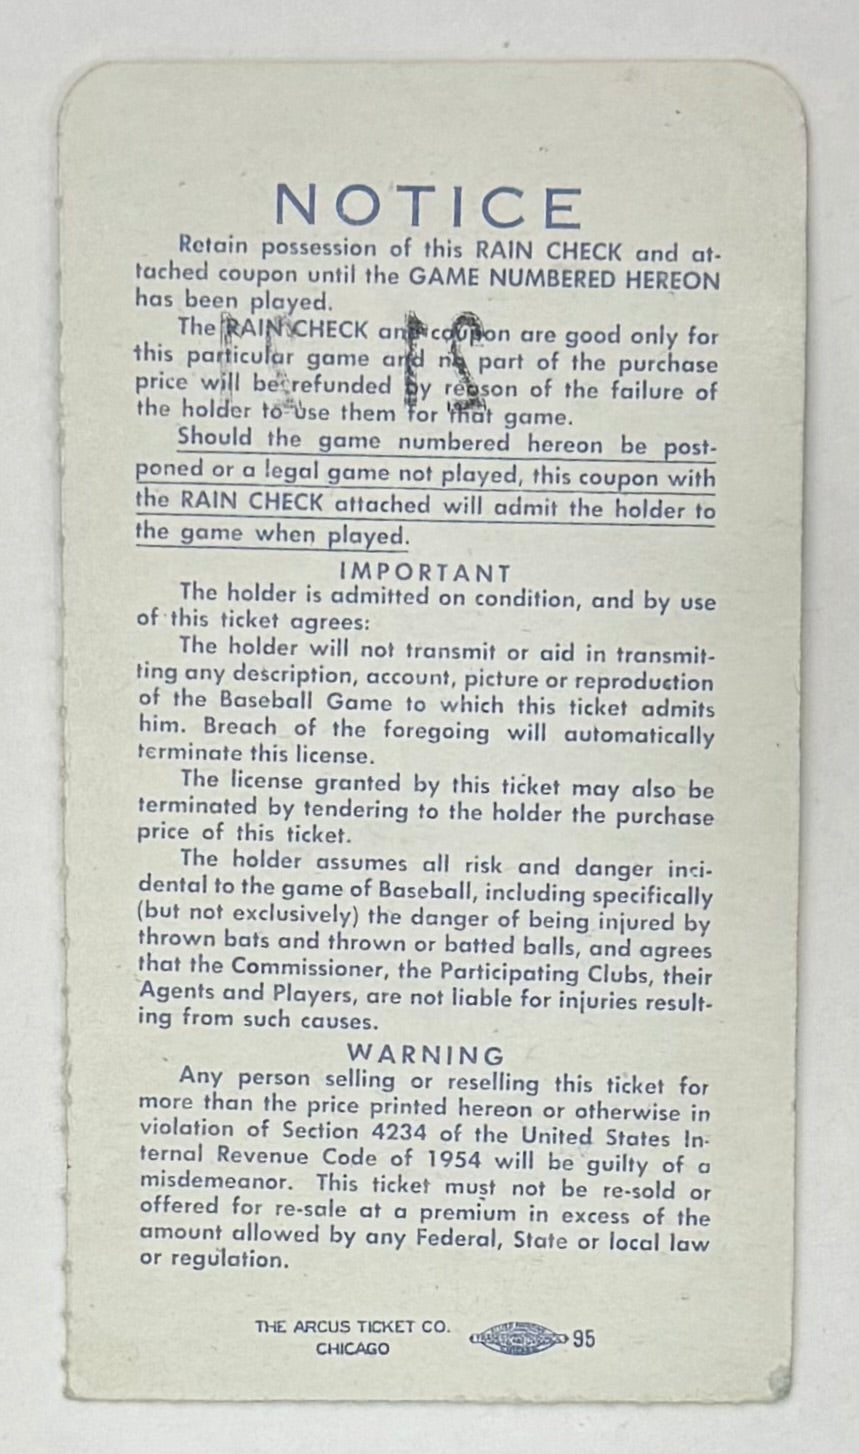 NOTICE
Retain possession of this RAIN CHECK and at-
tached coupon until the GAME NUMBERED HEREON
has been played.
The RAIN CHECK and coupon are good only for
this particular game and no part of the purchase
price will be refunded by reason of the failure of
the holder to use them for that game.
Should the game numbered hereon be post-
poned or a legal game not played, this coupon with
the RAIN CHECK attached will admit the holder to
the game when played.
IMPORTANT
The holder is admitted on condition, and by use
of this ticket agrees:
The holder will not transmit or aid in transmit-
ting any description, account, picture or reproduction
of the Baseball Game to which this ticket admits
him. Breach of the foregoing will automatically
terminate this license.
The license granted by this ticket may also be
terminated by tendering to the holder the purchase
price of this ticket.
The holder assumes all risk and danger inci-
dental to the game of Baseball, including specifically
(but not exclusively) the danger of being injured by
thrown bats and thrown or batted balls, and agrees
that the Commissioner, the Participating Clubs, their
Agents and Players, are not liable for injuries result-
ing from such causes.
WARNING
Any person selling or reselling this ticket for
more than the price printed hereon or otherwise in
violation of Section 4234 of the United States In-
ternal Revenue Code of 1954 will be guilty of a
misdemeanor. This ticket must not be re-sold or
offered for re-sale at a premium in excess of the
amount allowed by any Federal, State or local law
or regulation.
THE ARCUS TICKET CO.
CHICAGO
95